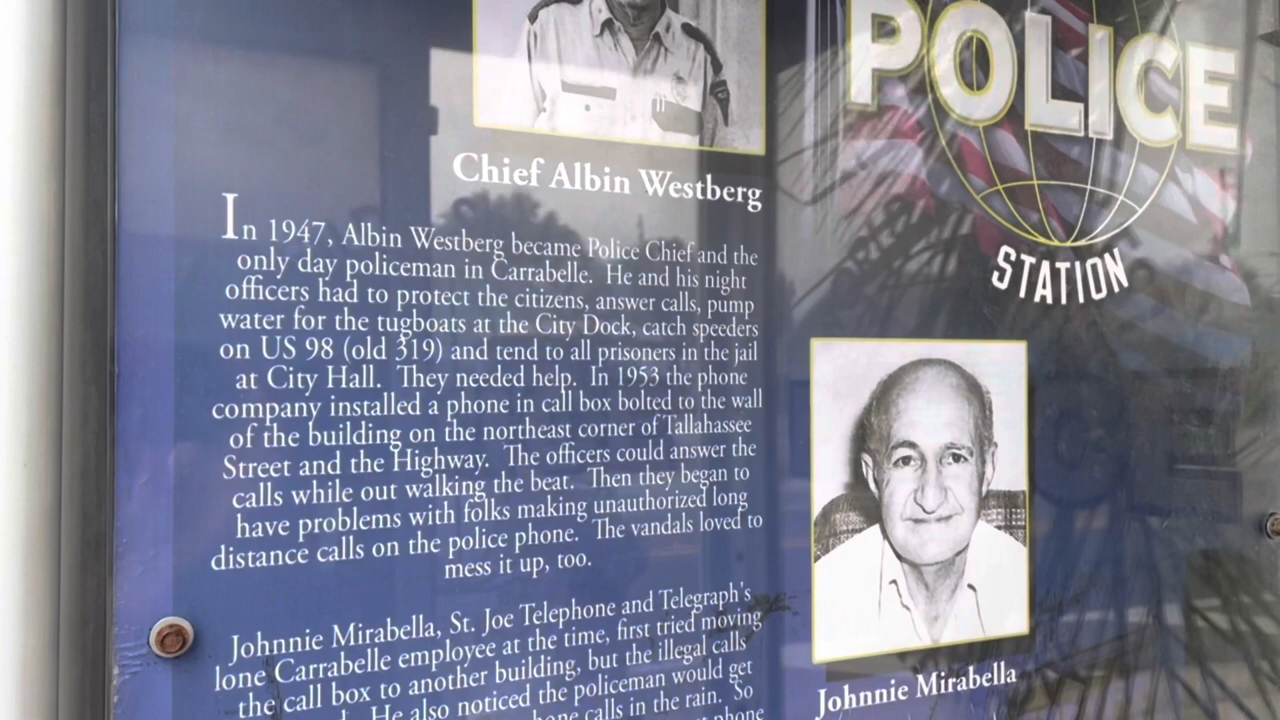 POLICE
STATION
Chief Albin Westberg
In 1947, Albin Westberg became Police Chief and the
only day policeman in Carrabelle. He and his night
officers had to protect the citizens, answer calls, pump
water for the tugboats at the City Dock, catch speeders
on US 98 (old 319) and tend to all prisoners in the jail
at City Hall. They needed help. In 1953 the phone
company installed a phone in call box bolted to the wall
of the building on the northeast corner of Tallahassee
Street and the Highway. The officers could answer the
calls while out walking the beat. Then they began to
have problems with folks making unauthorized long
distance calls on the police phone. The vandals loved to
mess it up, too.
Johnnie Mirabella, St. Joe Telephone and Telegraph's
lone Carrabelle employee at the time, first tried moving
the call box to another building, but the illegal calls
He also noticed the policeman would get
calls in the rain. So
phone
Johnnie Mirabella